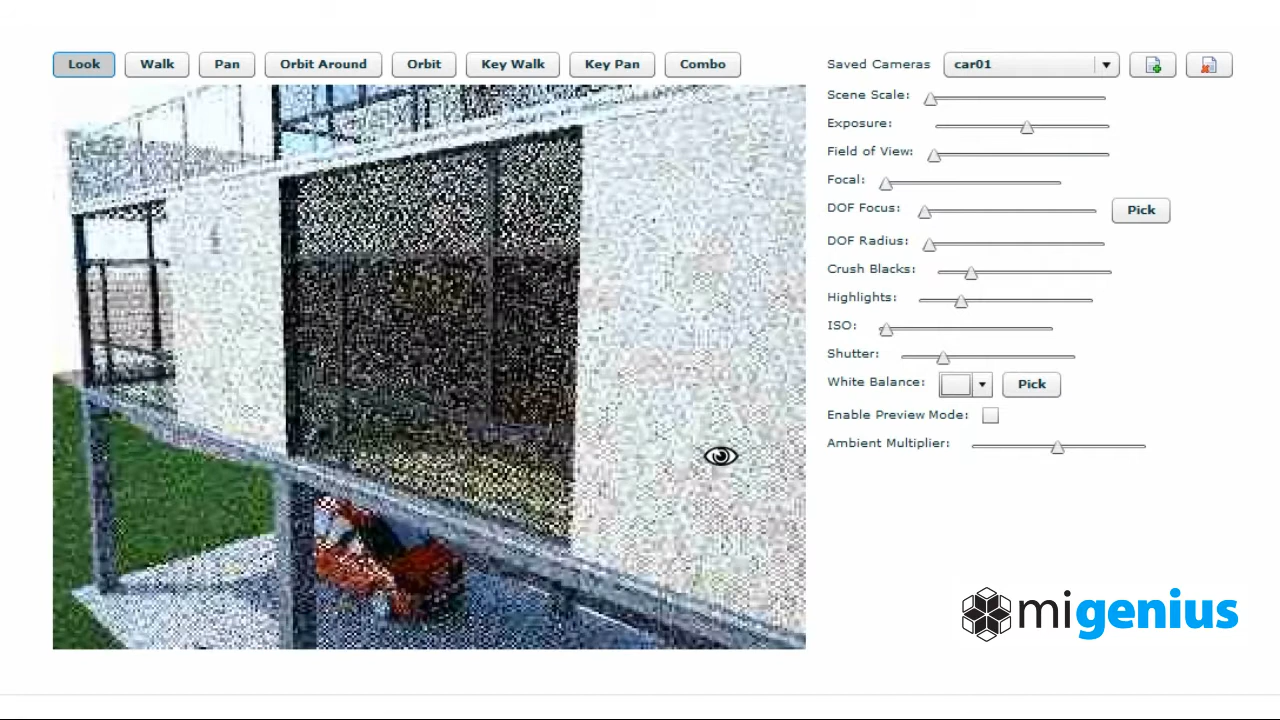 Look Walk Pan Orbit Around Orbit Key Walk Key Pan Combo
Saved Cameras car01
Scene Scale:
Exposure:
Field of View:
Focal:
DOF Focus: Pick
DOF Radius:
Crush Blacks:
Highlights:
ISO:
Shutter:
White Balance: Pick
Enable Preview Mode:
Ambient Multiplier:
migenius